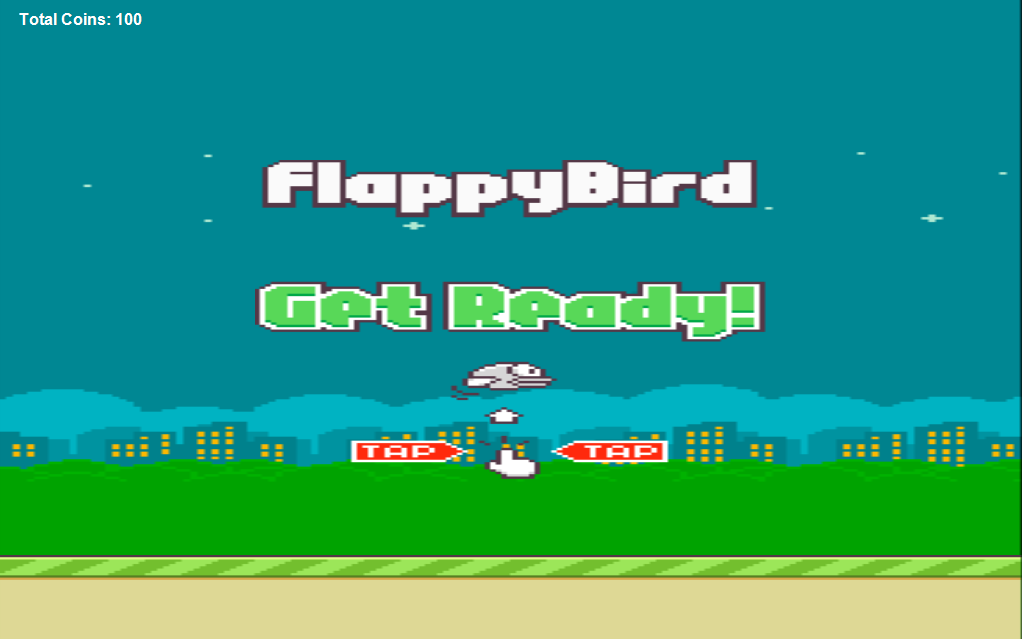 Total Coins: 100
FlappyBird
Get Ready!
TAP TAP